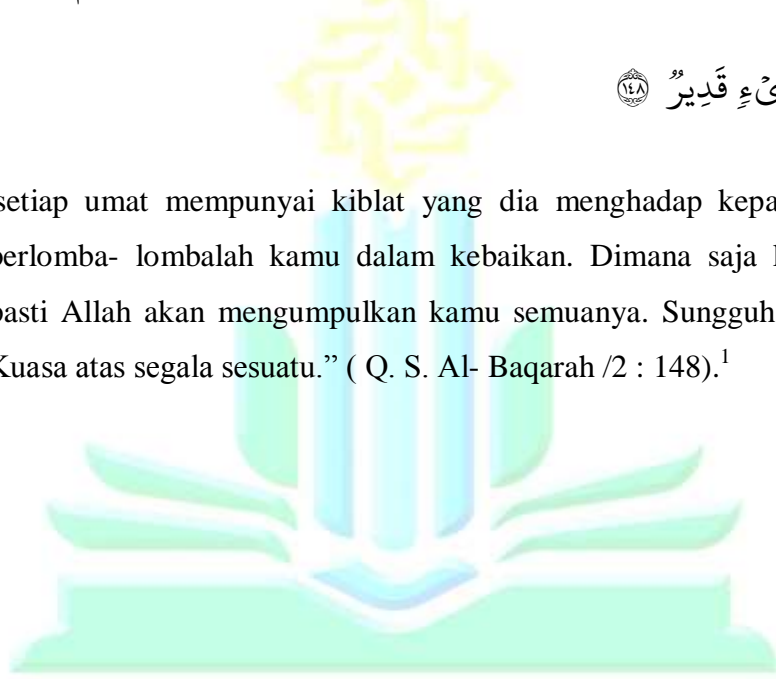 قَدِيرٌ ١٤٨
setiap umat mempunyai kiblat yang dia menghadap kepa
berlomba- lombalah kamu dalam kebaikan. Dimana saja
pasti Allah akan mengumpulkan kamu semuanya. Sungguh
Kuasa atas segala sesuatu.” ( Q. S. Al- Baqarah /2 : 148).1